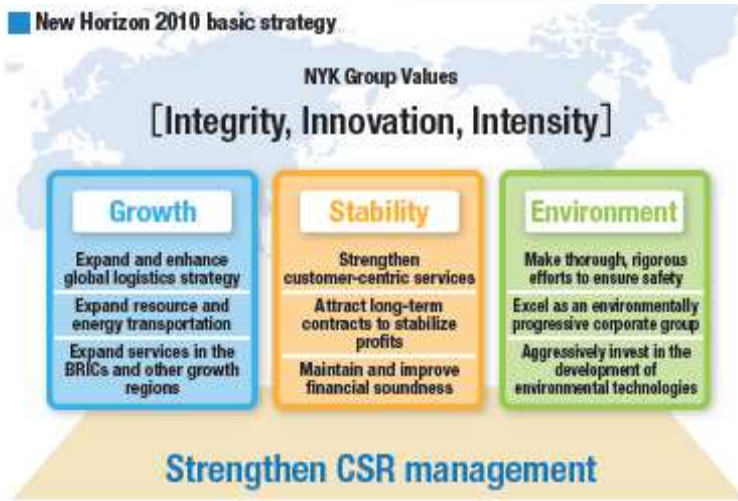 New Horizon 2010 basic strategy
NYK Group Values
[Integrity, Innovation, Intensity]
Growth
Expand and enhance
global logistics strategy
Expand resource and
energy transportation
Expand services in the
BRICs and other growth
regions
Stability
Strengthen
customer-centric services
Attract long-term
contracts to stabilize
profits
Maintain and improve
financial soundness
Environment
Make thorough, rigorous
efforts to ensure safety
Excel as an environmentally
progressive corporate group
Aggressively invest in the
development of
environmental technologies
Strengthen CSR management